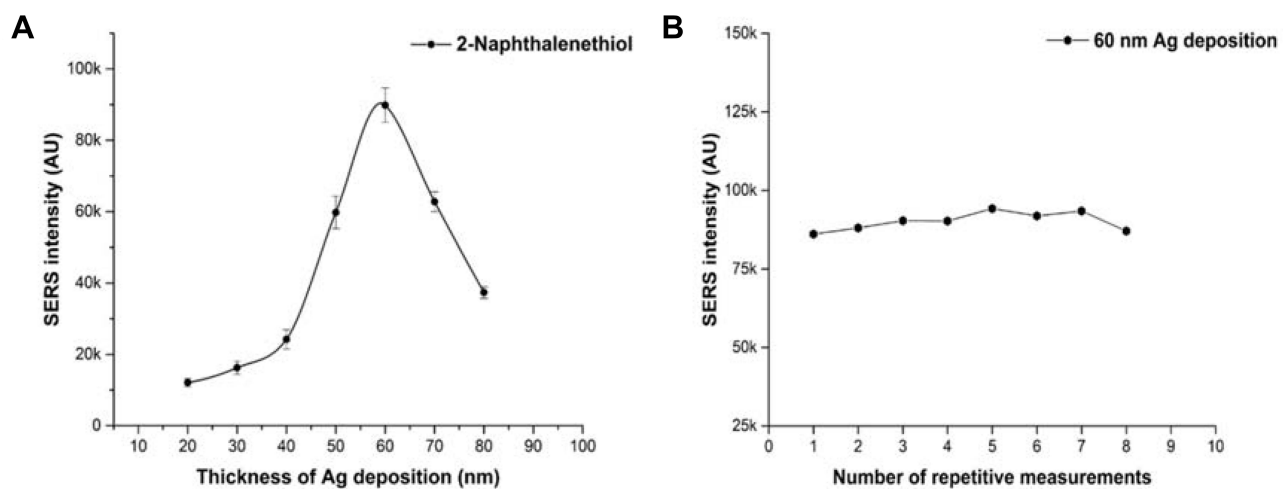 A
2-Naphthalenethiol
100k
80k
60k
40k
20k
0
SERS intensity (AU)
10 20 30 40 50 60 70 80 90 100
Thickness of Ag deposition (nm)
B
60 nm Ag deposition
150k
125k
100k
75k
50k
25k
SERS intensity (AU)
0 1 2 3 4 5 6 7 8 9 10
Number of repetitive measurements